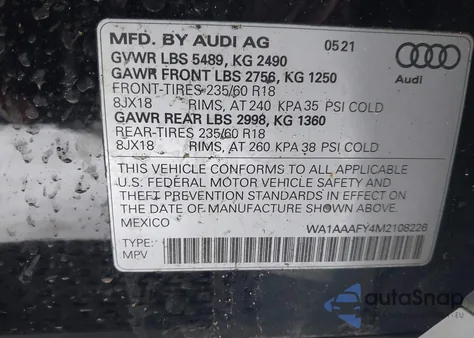 MFD. BY AUDI AG 05 21
GVWR LBS 5489, KG 2490
GAWR FRONT LBS 2756, KG 1250
FRONT-TIRES 235/60 R18
8JX18 RIMS, AT 240 KPA 35 PSI COLD
GAWR REAR LBS 2998, KG 1360
REAR-TIRES 235/60 R18
8JX18 RIMS, AT 260 KPA 38 PSI COLD
Audi
THIS VEHICLE CONFORMS TO ALL APPLICABLE
U.S. FEDERAL MOTOR VEHICLE SAFETY AND
THEFT PREVENTION STANDARDS IN EFFECT ON
THE DATE OF MANUFACTURE SHOWN ABOVE.
MEXICO WA1AAAFY4M2108226
TYPE:
MPV
autoSnap